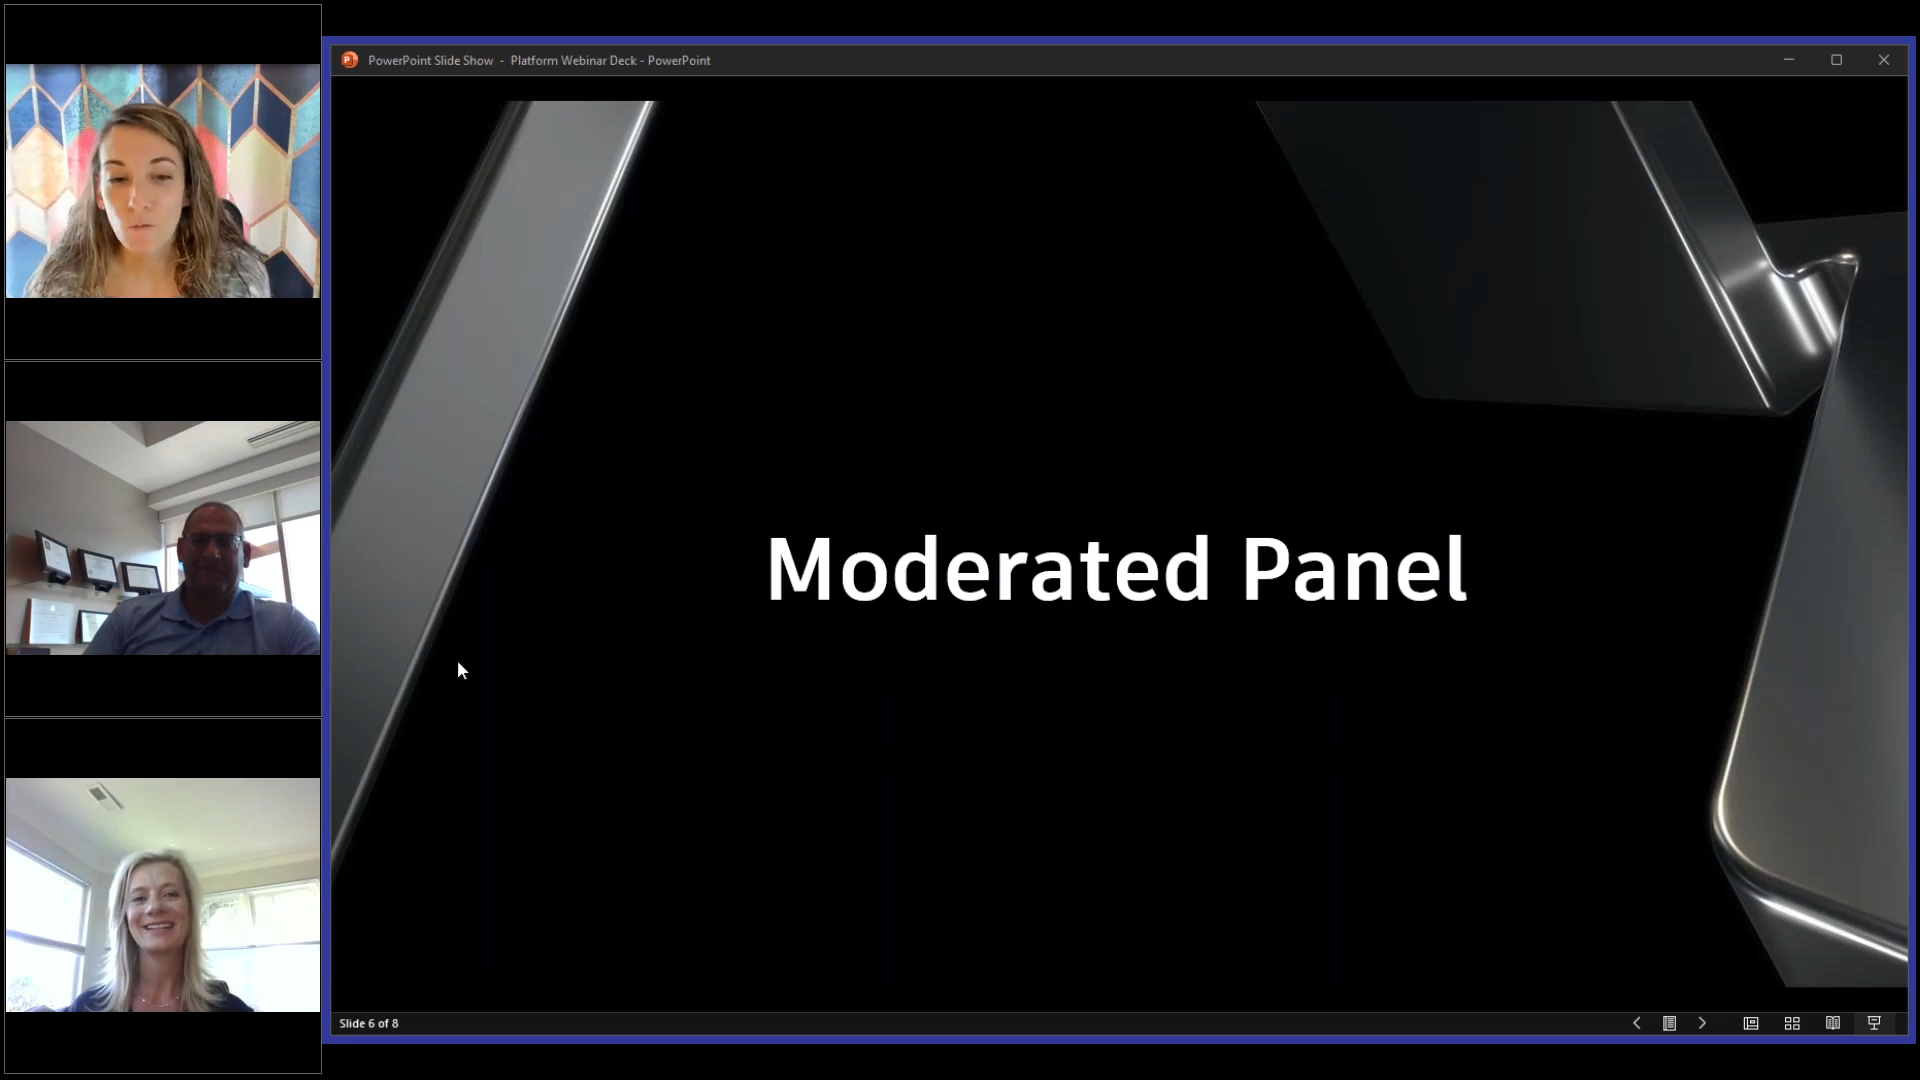 PowerPoint Slide Show - Platform Webinar Deck - PowerPoint
Moderated Panel
Slide 6 of 8